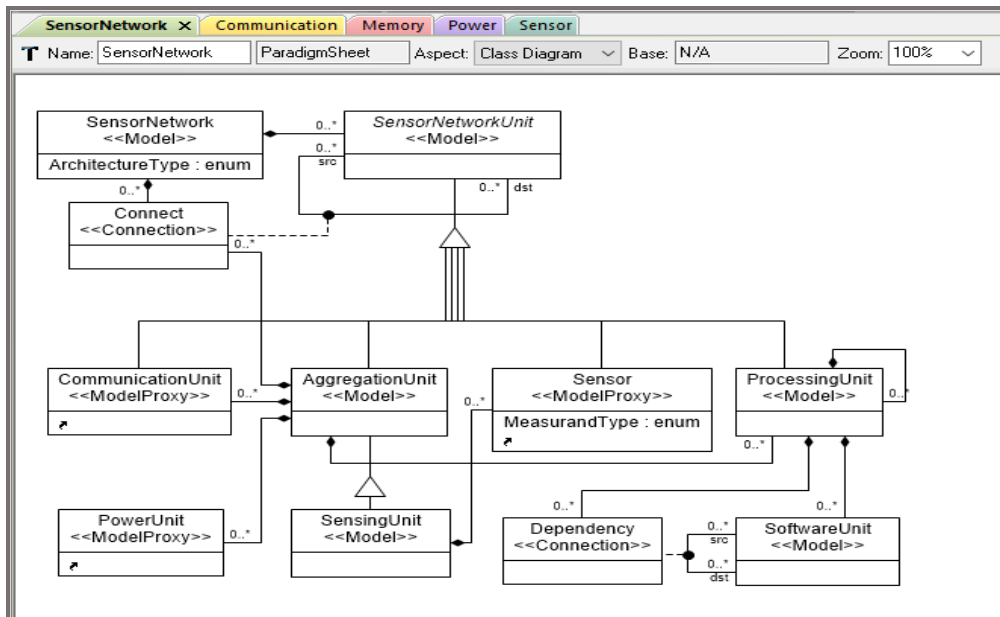 SensorNetwork × Communication Memory Power Sensor
Name: SensorNetwork ParadigmSheet Aspect: Class Diagram Base: N/A Zoom: 100%
SensorNetwork
<<Model>>
ArchitectureType : enum
0..*
SensorNetworkUnit
<<Model>>
0..*
src
0..*
dst
0..*
Connect
<<Connection>>
0..*
CommunicationUnit
<<ModelProxy>>
0..*
AggregationUnit
<<Model>>
Sensor
<<ModelProxy>>
MeasurandType : enum
0..*
ProcessingUnit
<<Model>>
0..*
0..*
PowerUnit
<<ModelProxy>>
0..*
SensingUnit
<<Model>>
0..*
Dependency
<<Connection>>
0..*
src
0..*
dst
0..*
SoftwareUnit
<<Model>>